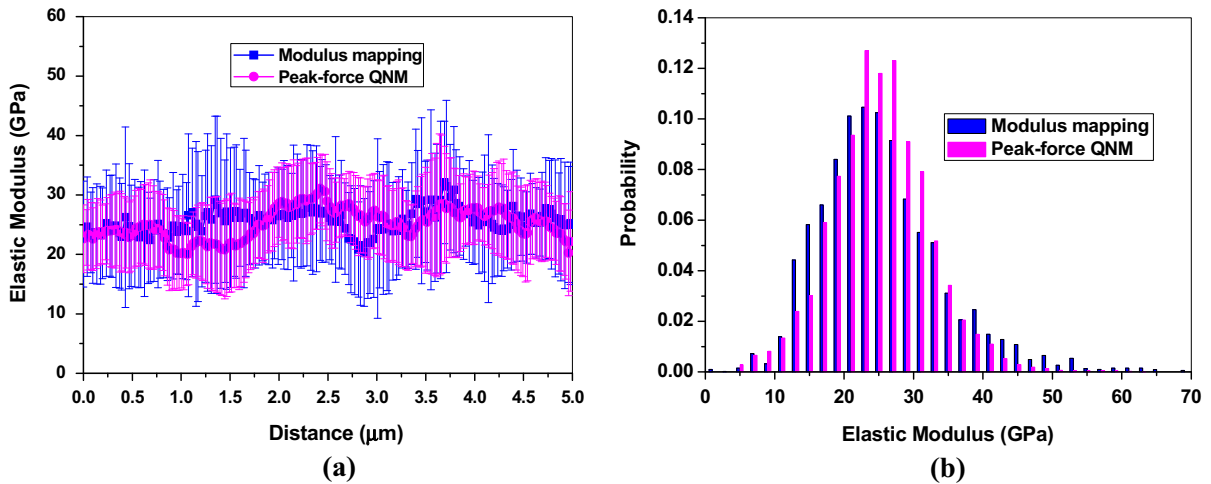 60
50
40
30
20
10
0
Elastic Modulus (GPa)
Modulus mapping
Peak-force QNM
0.0 0.5 1.0 1.5 2.0 2.5 3.0 3.5 4.0 4.5 5.0
Distance (μm)
(a)
0.14
0.12
0.10
0.08
0.06
0.04
0.02
0.00
Probability
Modulus mapping
Peak-force QNM
0 10 20 30 40 50 60 70
Elastic Modulus (GPa)
(b)